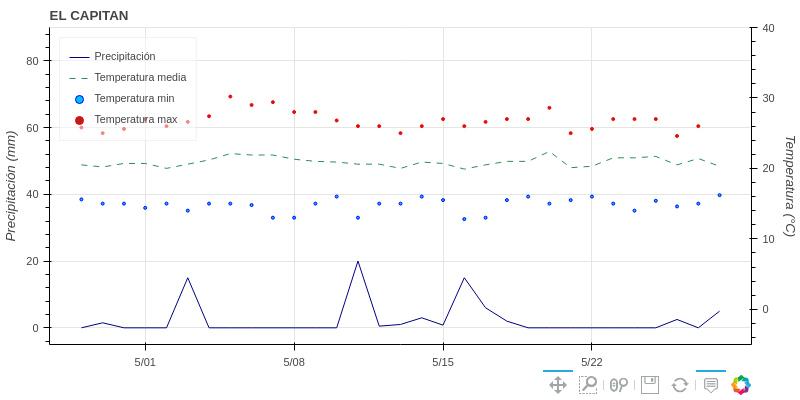 EL CAPITAN
Precipitación
Temperatura media
Temperatura min
Temperatura max
80
60
40
20
0
Precipitación (mm)
40
30
20
10
0
Temperatura (°C)
5/01
5/08
5/15
5/22